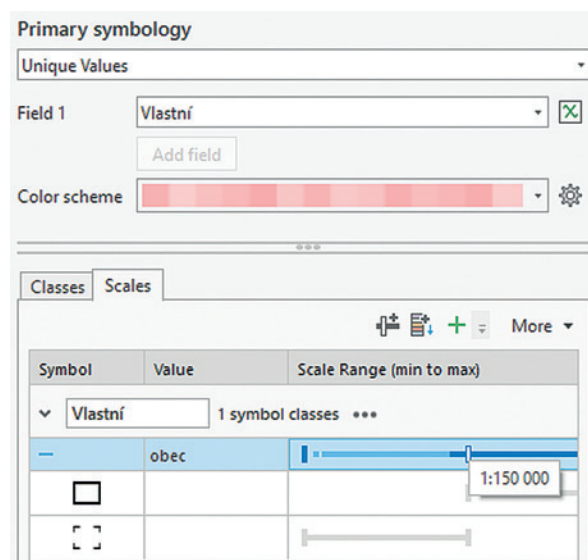 Primary symbology
Unique Values
Field 1 Vlastní
Add field
Color scheme
Classes Scales
More
Symbol Value Scale Range (min to max)
Vlastní 1 symbol classes
obec
1:150 000